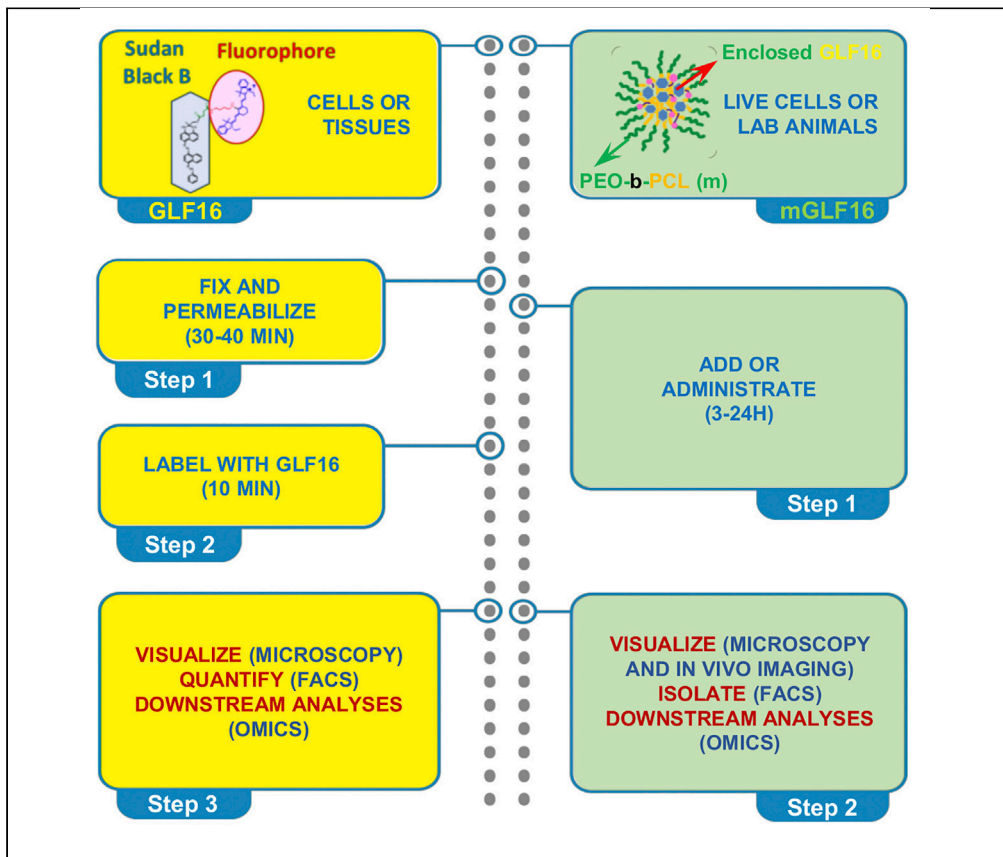 Sudan
Black B
Fluorophore
CELLS OR
TISSUES
GLF16
Enclosed GLF16
LIVE CELLS OR
LAB ANIMALS
PEO-b-PCL (m)
mGLF16
FIX AND
PERMEABILIZE
(30-40 MIN)
Step 1
LABEL WITH GLF16
(10 MIN)
Step 2
ADD OR
ADMINISTRATE
(3-24H)
Step 1
VISUALIZE (MICROSCOPY)
QUANTIFY (FACS)
DOWNSTREAM ANALYSES
(OMICS)
Step 3
VISUALIZE (MICROSCOPY
AND IN VIVO IMAGING)
ISOLATE (FACS)
DOWNSTREAM ANALYSES
(OMICS)
Step 2